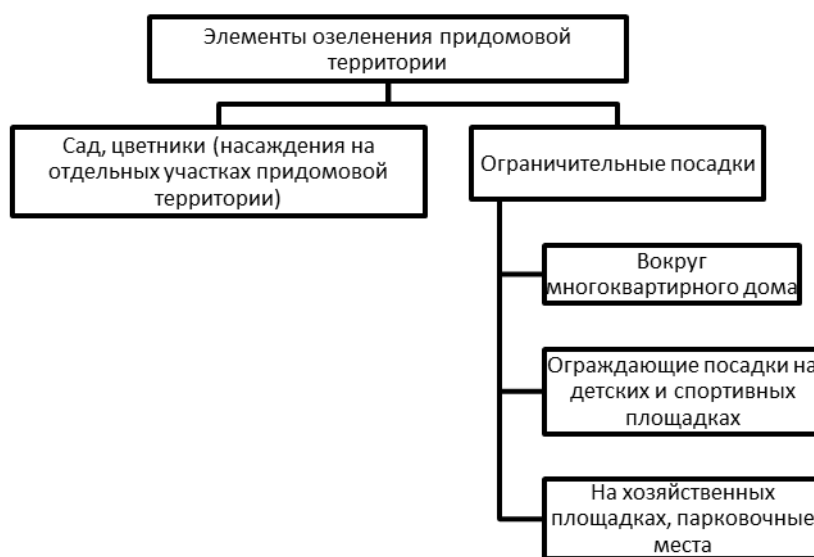 Элементы озеленения придомовой
территории
Сад, цветники (насаждения на
отдельных участках придомовой
территории)
Ограничительные посадки
Вокруг
многоквартирного дома
Ограждающие посадки на
детских и спортивных
площадках
На хозяйственных
площадках, парковочные
места